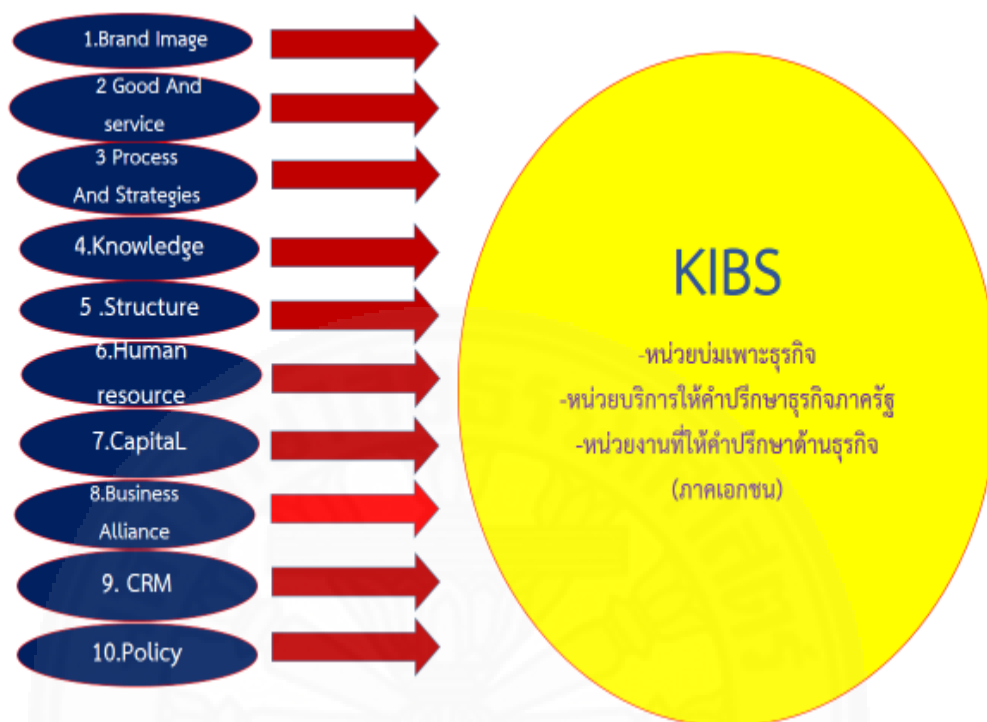 1.Brand Image
2 Good And
service
3 Process
And Strategies
4.Knowledge
5 .Structure
6.Human
resource
7.CapitaL
8.Business
Alliance
9. CRM
10.Policy
KIBS
-หน่วยบ่มเพาะธุรกิจ
-หน่วยบริการให้คำปรึกษาธุรกิจภาครัฐ
-หน่วยงานที่ให้คำปรึกษาด้านธุรกิจ
(ภาคเอกชน)